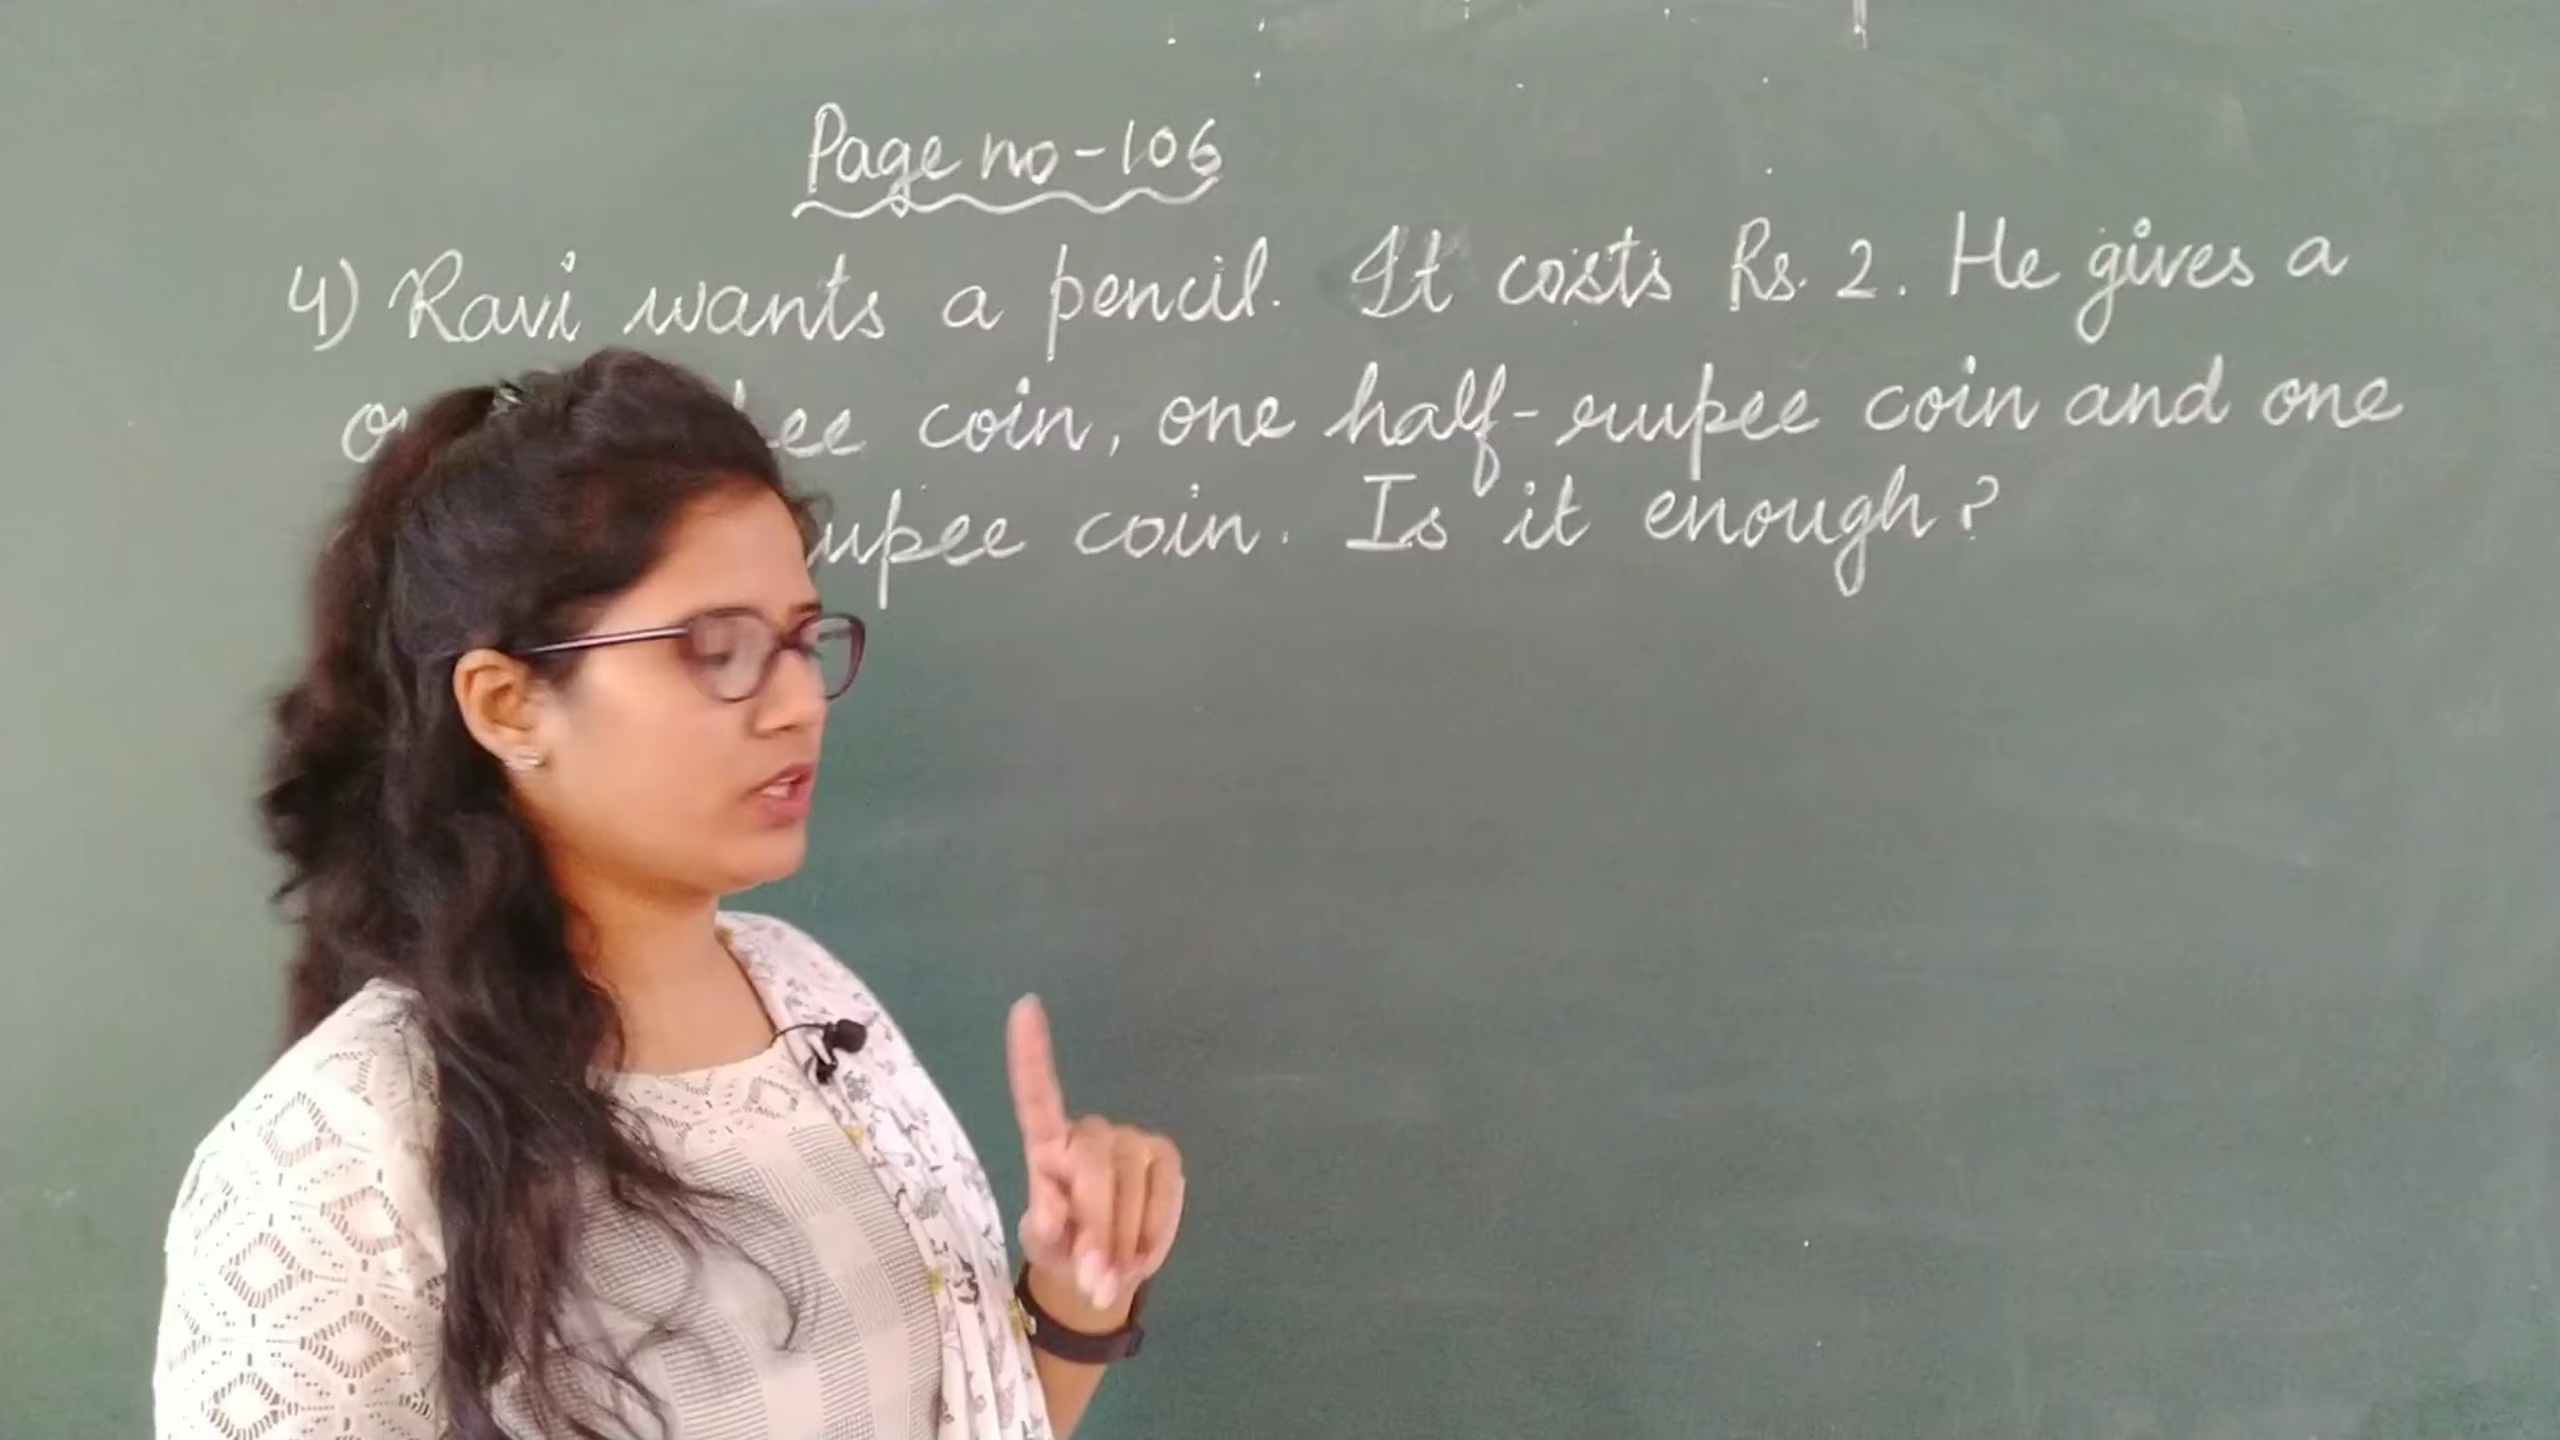 Page no-106
4) Ravi wants a pencil. It costs Rs. 2. He gives a
coin, one half-rupee coin and one
coin. Is it enough?